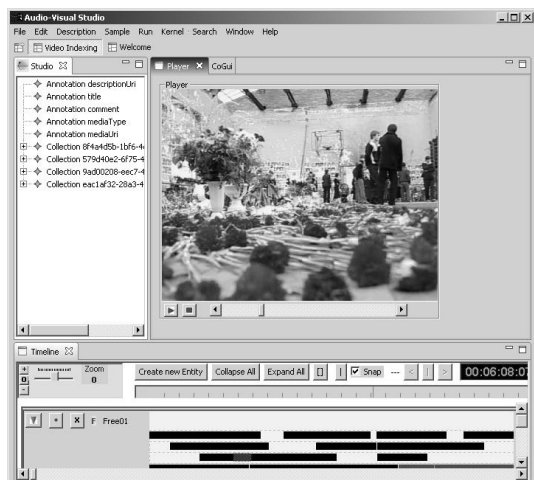 Audio-Visual Studio
File Edit Description Sample Run Kernel Search Window Help
Video Indexing Welcome
Studio
Player CoGui
Annotation descriptionUri
Annotation title
Annotation comment
Annotation mediaType
Annotation mediaUri
Collection 8f4a4d5b-1bf6-4
Collection 579d40e2-6f75-4
Collection 9ad00208-eec7-4
Collection eac1af32-28a3-4
Player
Timeline
Zoom
0
0
Create new Entity Collapse All Expand All [] | Snap --- < | > 00:06:08:07
F Free01